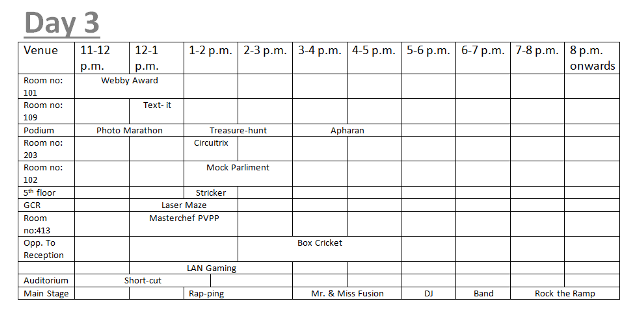 Day 3
Venue 11-12 p.m. 12-1 p.m. 1-2 p.m. 2-3 p.m. 3-4 p.m. 4-5 p.m. 5-6 p.m. 6-7 p.m. 7-8 p.m. 8 p.m. onwards
Room no: 101 Webby Award
Room no: 109 Text- it
Podium Photo Marathon Treasure-hunt Apharan
Room no: 203 Circuitrix
Room no: 102 Mock Parliment
5th floor Stricker
GCR Laser Maze
Room no:413 Masterchef PVPP
Opp. To Reception Box Cricket
LAN Gaming
Auditorium Short-cut
Main Stage Rap-ping Mr. & Miss Fusion DJ Band Rock the Ramp